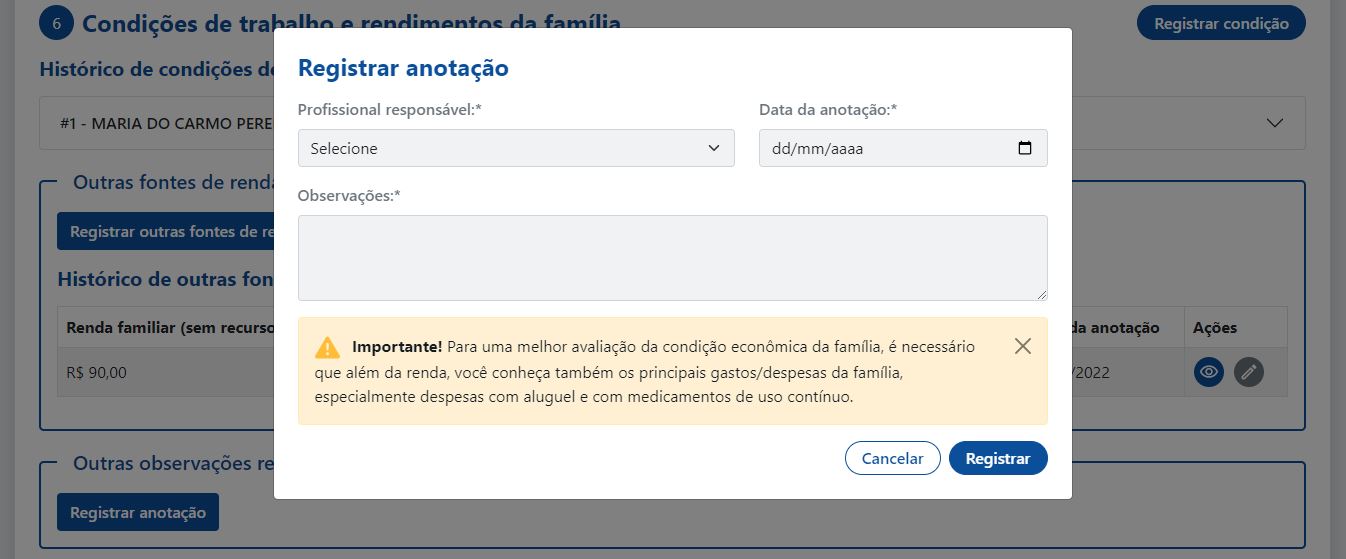 6 Condições de trabalho e rendimentos da família
Registrar condição
Histórico de condições de
#1 - MARIA DO CARMO PERE
Outras fontes de renda
Registrar outras fontes de re
Histórico de outras fon
Renda familiar (sem recurso
da anotação
Ações
R$ 90,00
/2022
Outras observações re
Registrar anotação
Registrar anotação
Profissional responsável:*
Data da anotação:*
Selecione
dd/mm/aaaa
Observações:*
Importante! Para uma melhor avaliação da condição econômica da família, é necessário
que além da renda, você conheça também os principais gastos/despesas da família,
especialmente despesas com aluguel e com medicamentos de uso contínuo.
Cancelar
Registrar